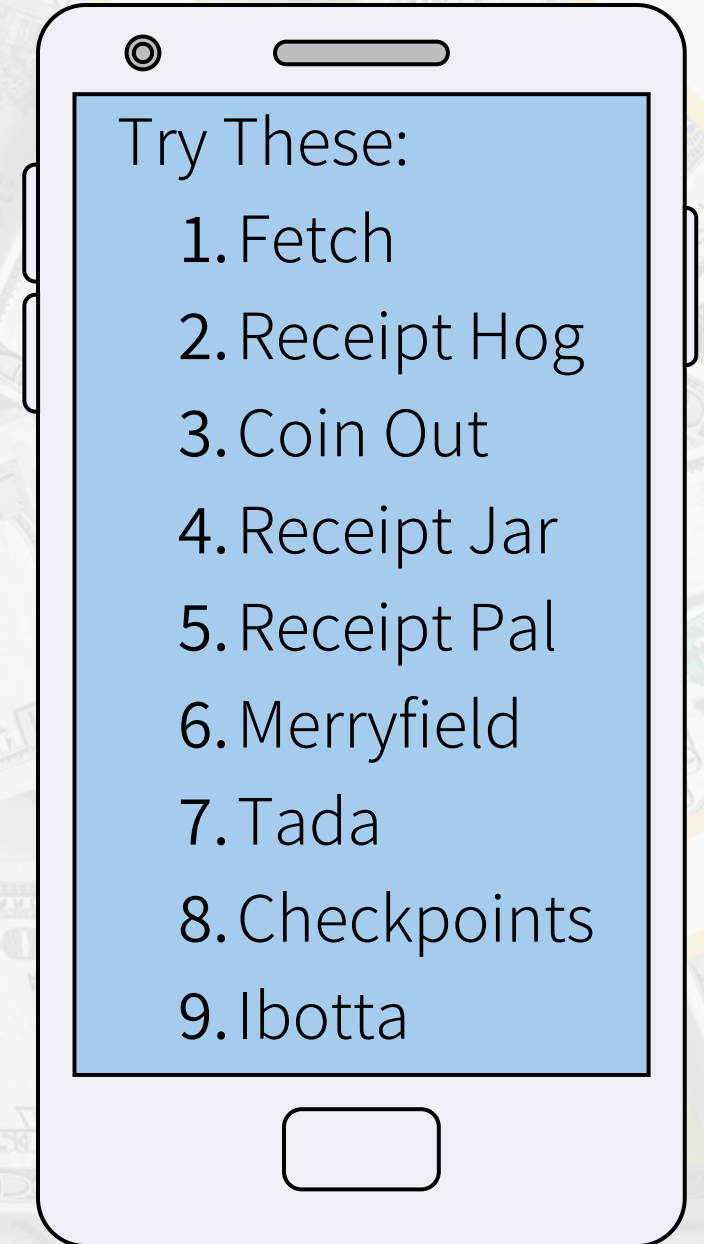 Try These:
1. Fetch
2. Receipt Hog
3. Coin Out
4. Receipt Jar
5. Receipt Pal
6. Merryfield
7. Tada
8. Checkpoints
9. Ibotta